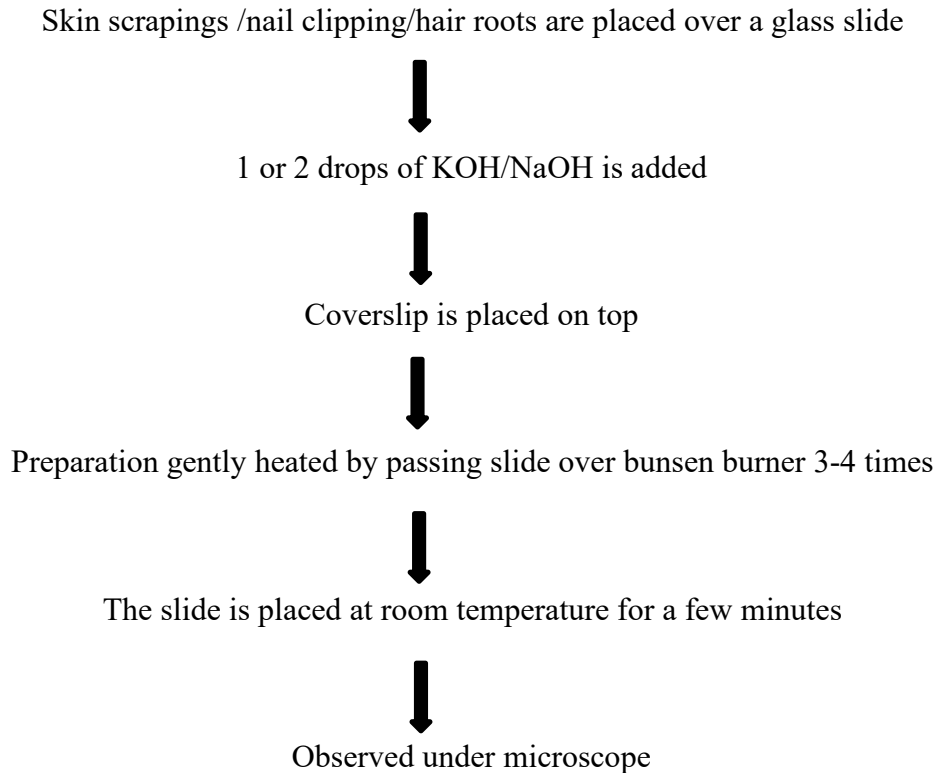 Skin scrapings /nail clipping/hair roots are placed over a glass slide
1 or 2 drops of KOH/NaOH is added
Coverslip is placed on top
Preparation gently heated by passing slide over bunsen burner 3-4 times
The slide is placed at room temperature for a few minutes
Observed under microscope